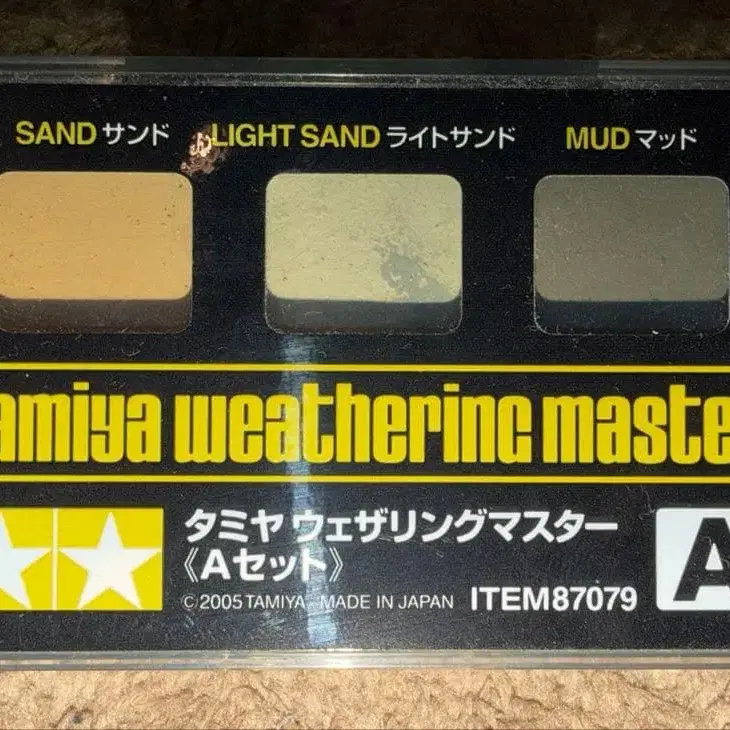 SAND サンド LIGHT SAND ライトサンド MUD マッド
amiya weathering maste
タミヤ ウェザリングマスター
《Aセット》
© 2005 TAMIYA MADE IN JAPAN ITEM87079
A